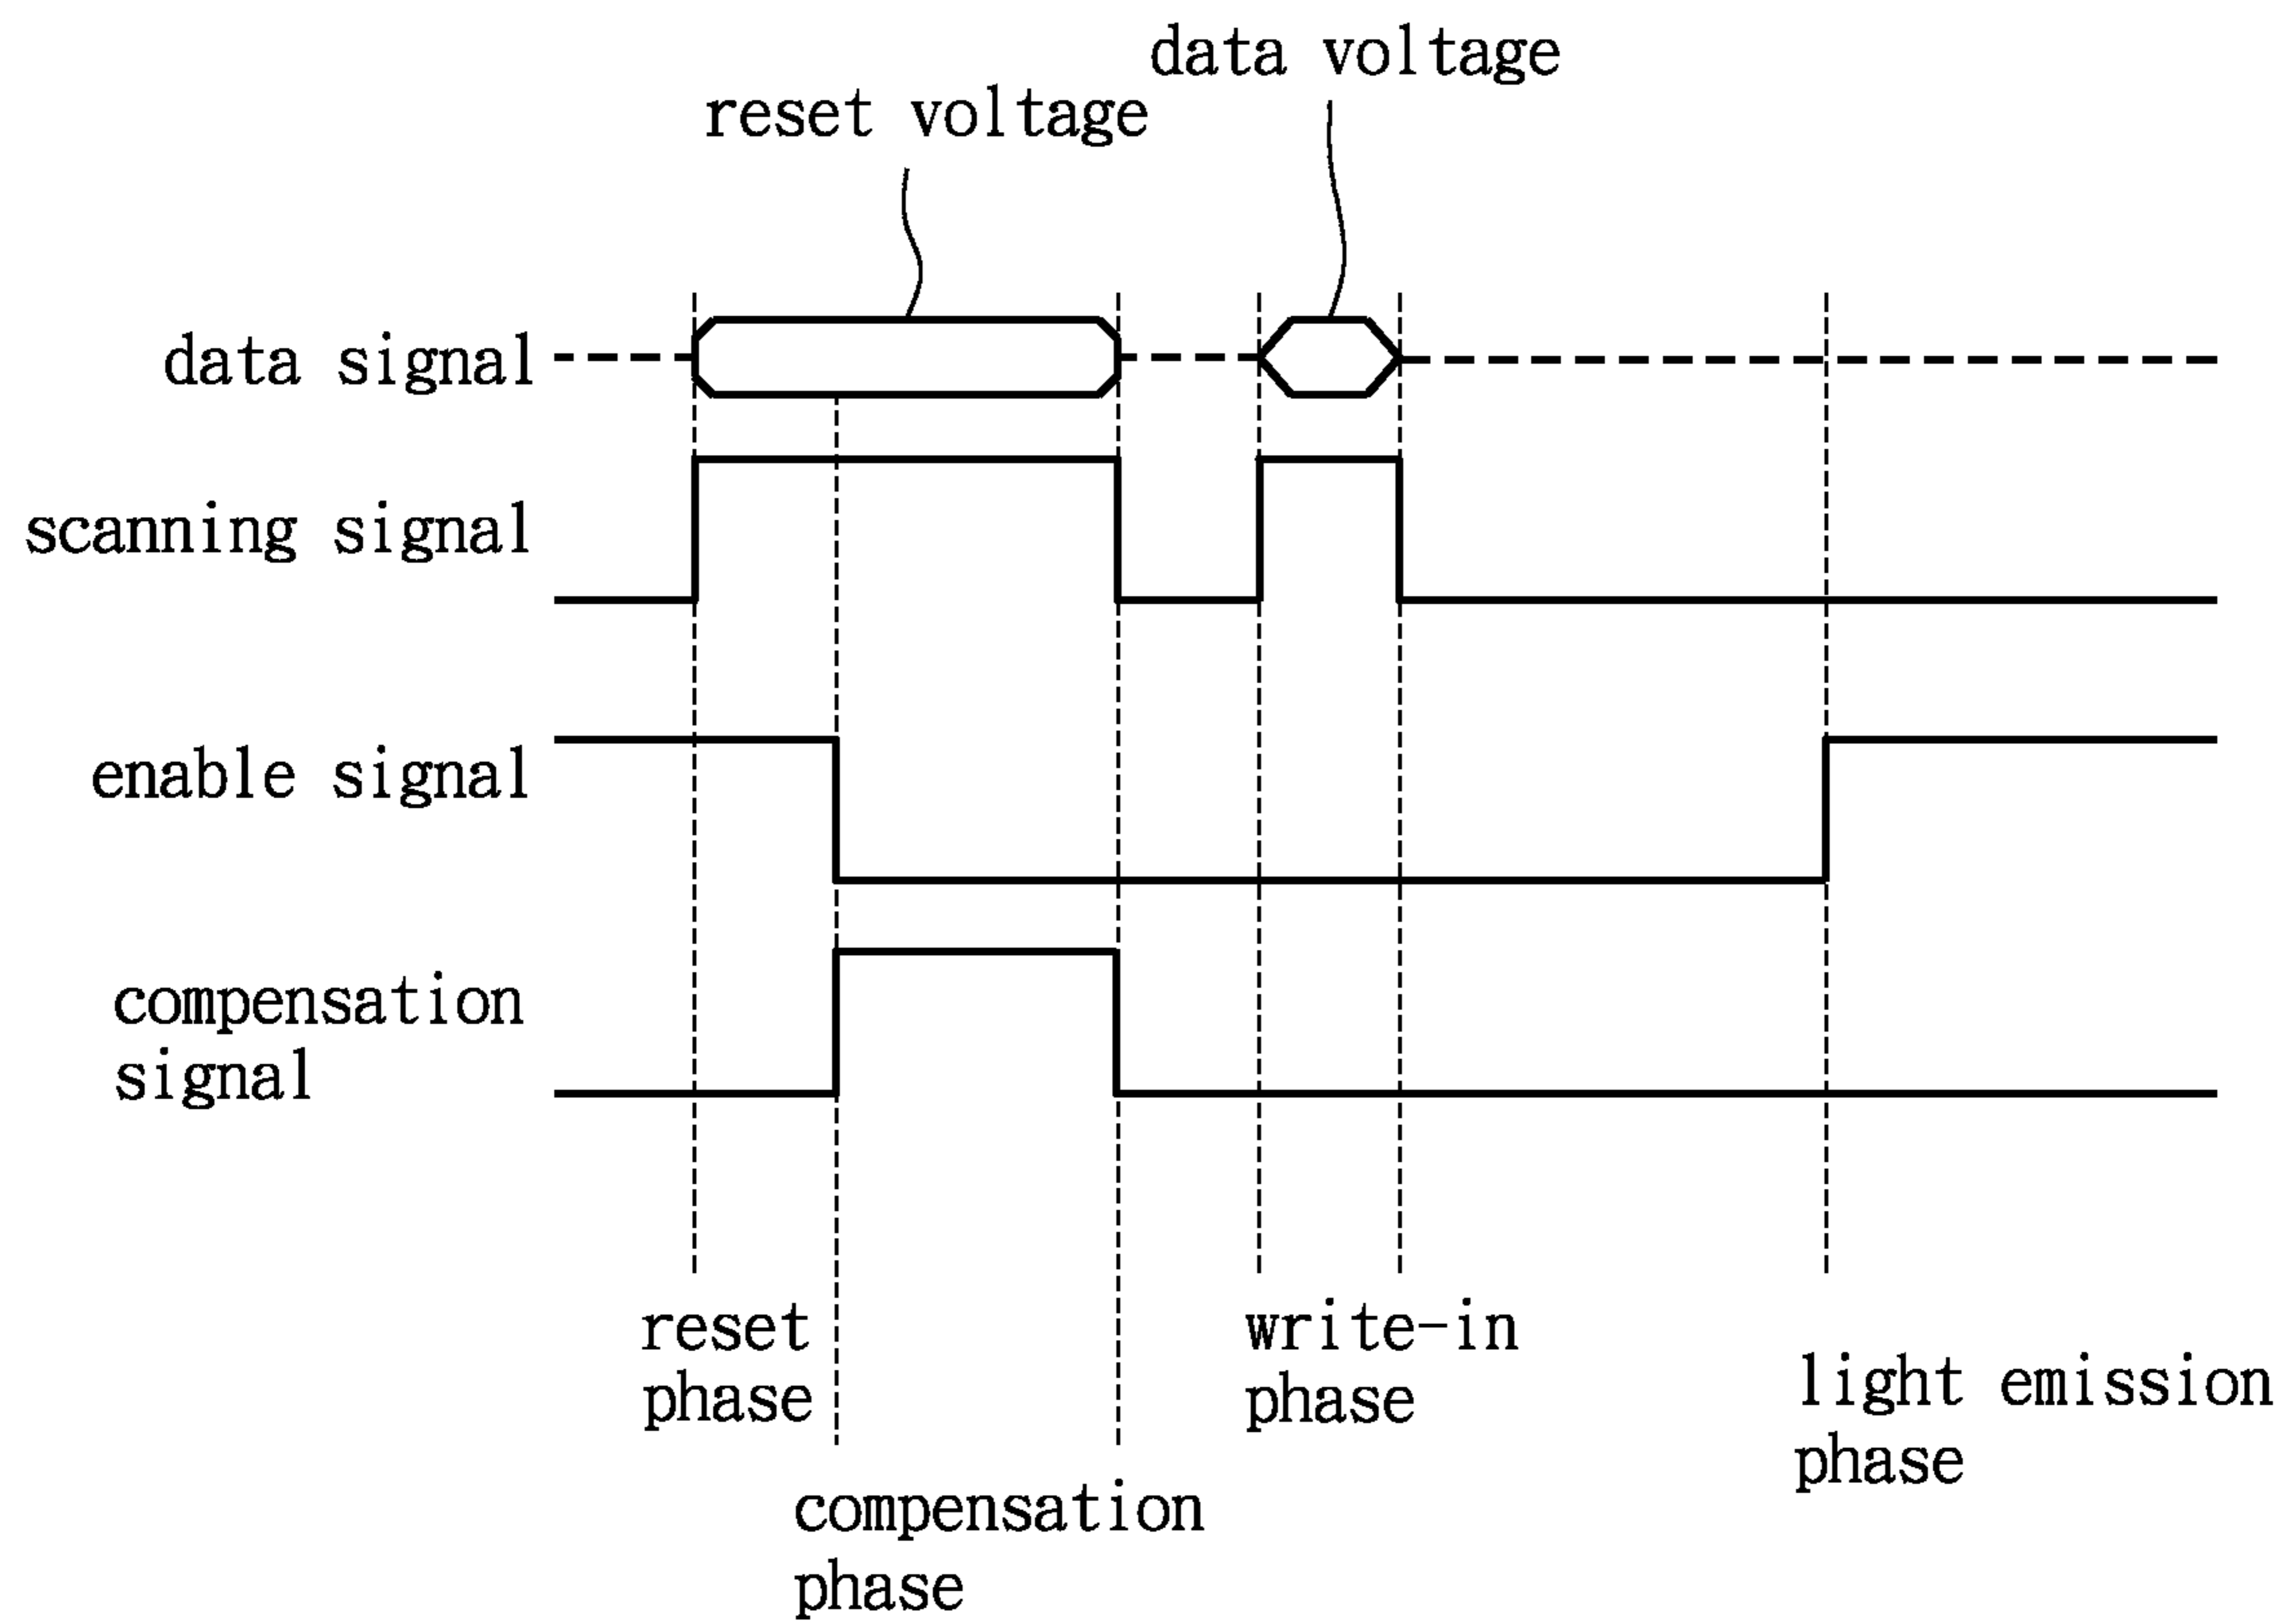 data voltage
reset voltage
data signal
scanning signal
enable signal
compensation
signal
reset
phase
write-in
phase
light emission
phase
compensation
phase